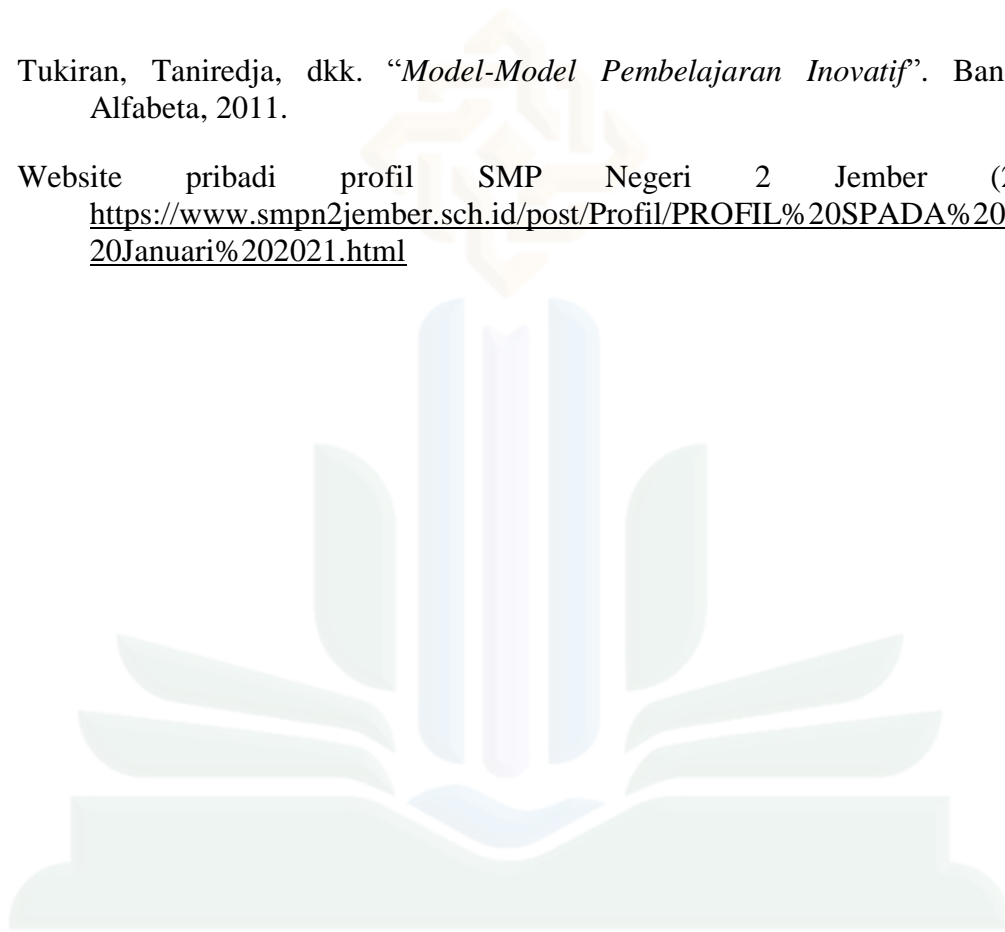 Tukiran, Taniredja, dkk. “Model-Model Pembelajaran Inovatif”. Ban
Alfabeta, 2011.
Website pribadi profil SMP Negeri 2 Jember (
https://www.smpn2jember.sch.id/post/Profil/PROFIL%20SPADA%20
20Januari%202021.html